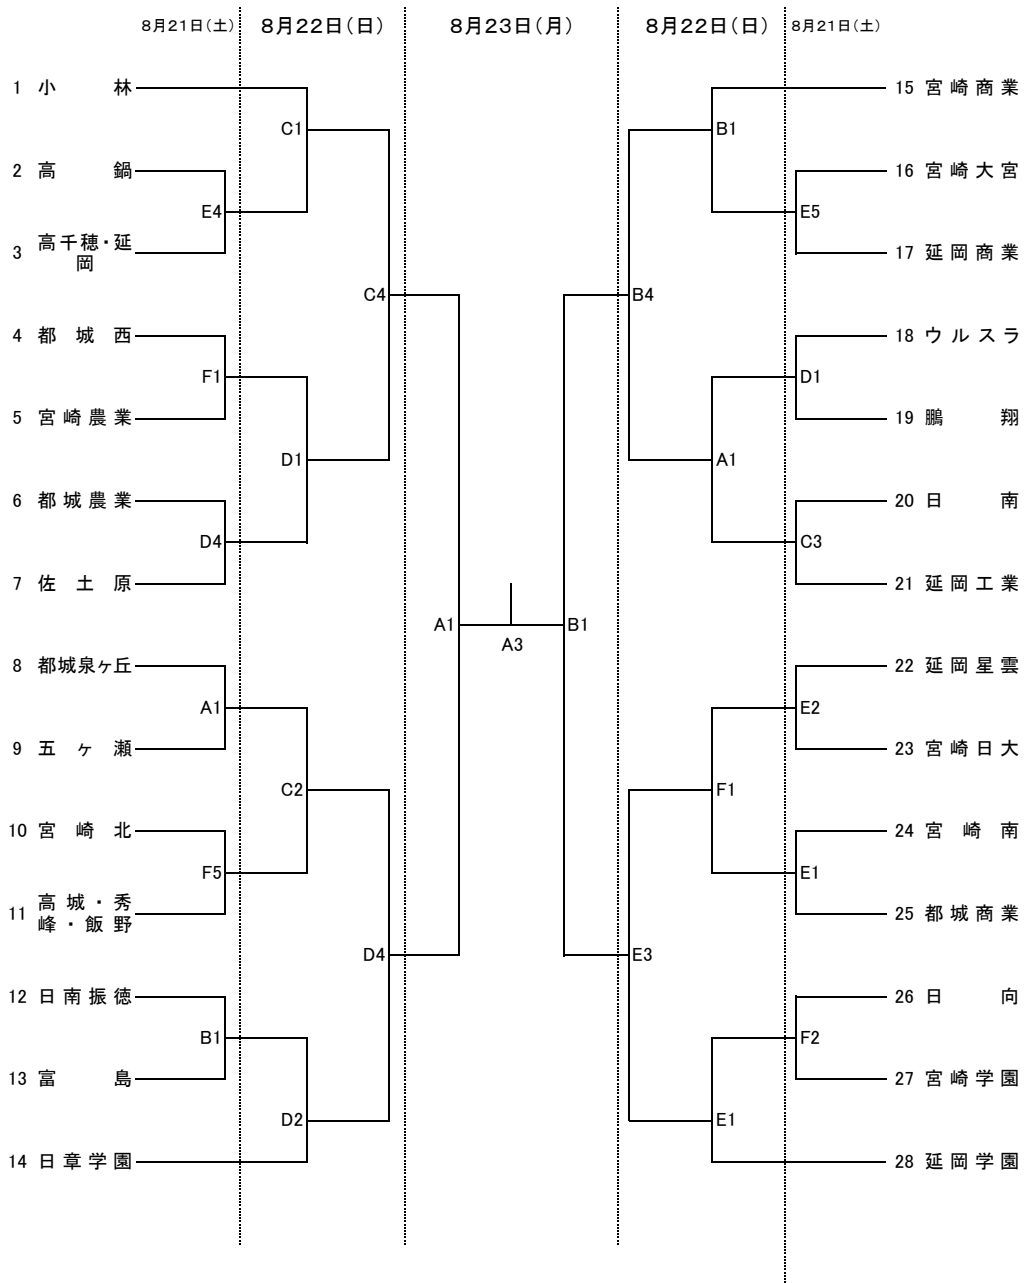 8月21日(土) 8月22日(日) 8月23日(月) 8月22日(日) 8月21日(土)
1 小林 15 宮崎商業
C1 B1
2 高鍋 16 宮崎大宮
E4 E5
3 高千穂・延
岡 17 延岡商業
C4 B4
4 都城西 18 ウルスラ
F1 D1
5 宮崎農業 19 鵬翔
D1 A1
6 都城農業 20 日南
D4 C3
7 佐土原 21 延岡工業
A1 A3 B1
8 都城泉ヶ丘 22 延岡星雲
A1 E2
9 五ヶ瀬 23 宮崎日大
C2 F1
10 宮崎北 24 宮崎南
F5 E1
11 高城・秀
峰・飯野 25 都城商業
D4 E3
12 日南振徳 26 日向
B1 F2
13 富島 27 宮崎学園
D2 E1
14 日章学園 28 延岡学園